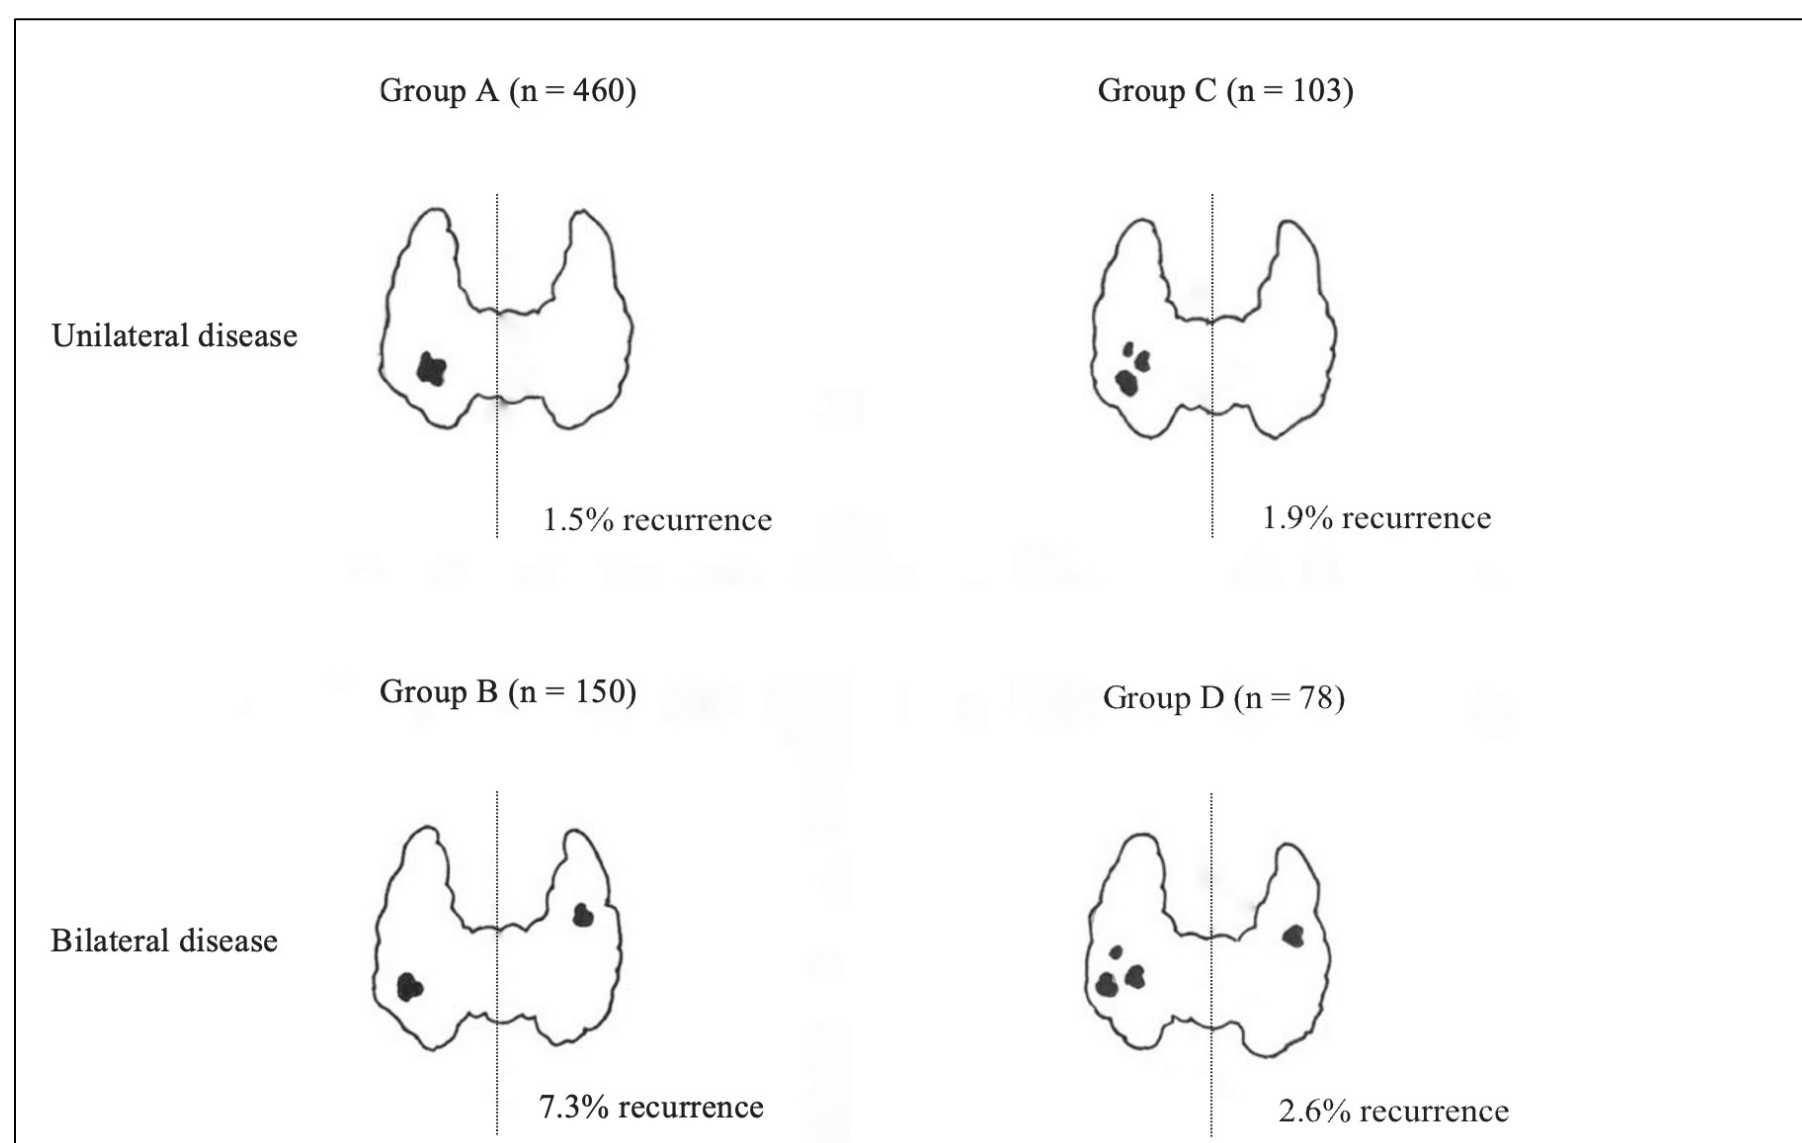 Group A (n = 460)
Group C (n = 103)
Unilateral disease
1.5% recurrence
1.9% recurrence
Group B (n = 150)
Group D (n = 78)
Bilateral disease
7.3% recurrence
2.6% recurrence